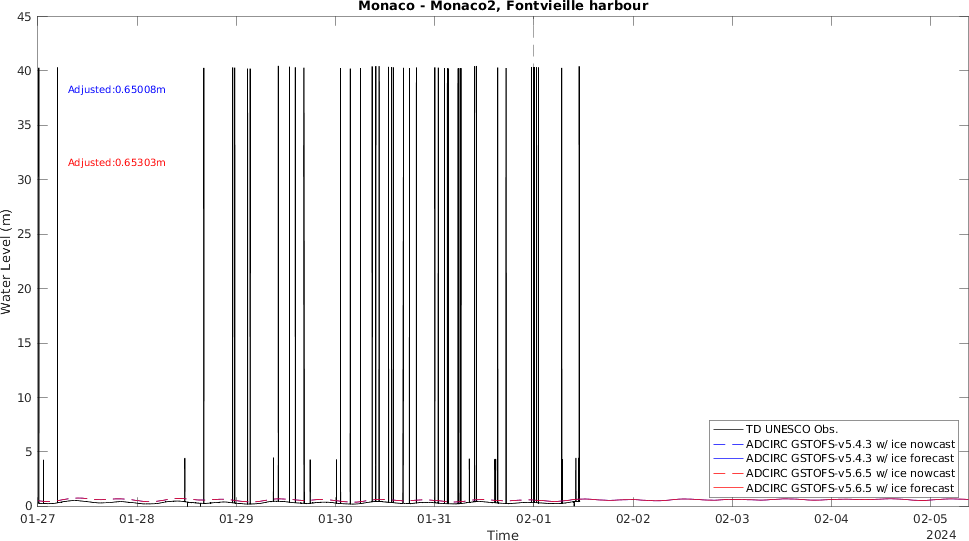 Monaco - Monaco2, Fontvieille harbour
45
40
35
30
25
20
15
10
5
0
Water Level (m)
Adjusted:0.65008m
Adjusted:0.65303m
TD UNESCO Obs.
ADCIRC GSTOFS-v5.4.3 w/ ice nowcast
ADCIRC GSTOFS-v5.4.3 w/ ice forecast
ADCIRC GSTOFS-v5.6.5 w/ ice nowcast
ADCIRC GSTOFS-v5.6.5 w/ ice forecast
01-27 01-28 01-29 01-30 01-31 02-01 02-02 02-03 02-04 02-05
Time
2024